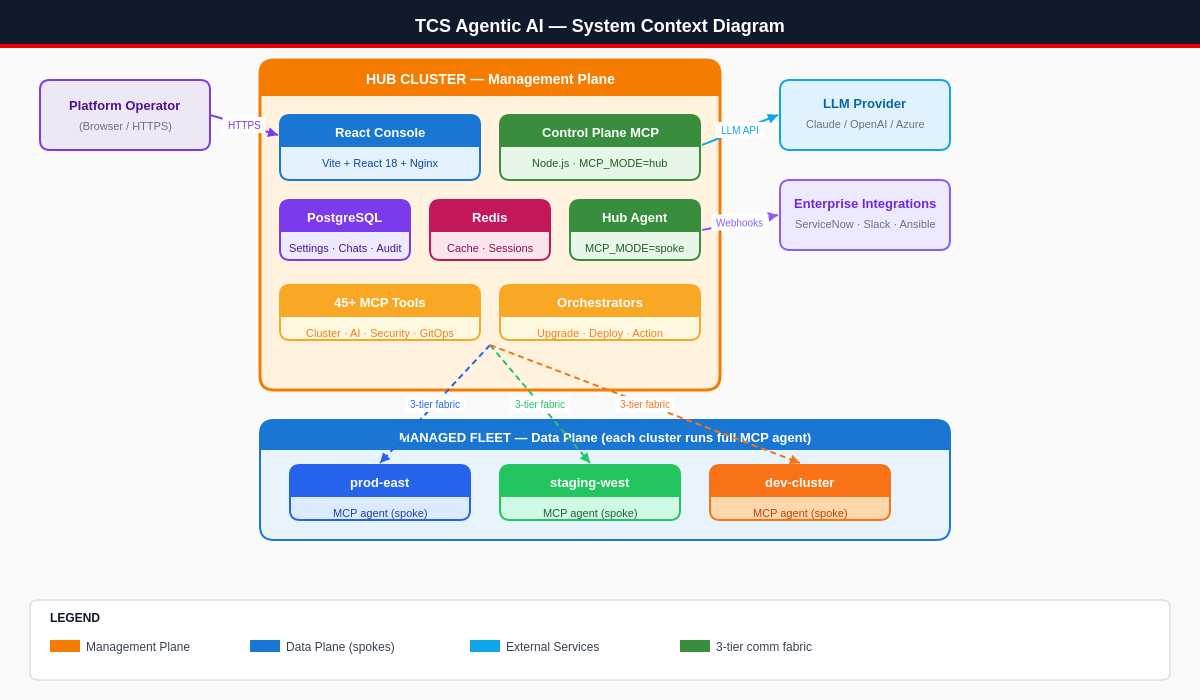 TCS Agentic AI — System Context Diagram
HUB CLUSTER — Management Plane
Platform Operator
(Browser / HTTPS)
HTTPS
React Console
Vite + React 18 + Nginx
Control Plane MCP
Node.js · MCP_MODE=hub
LLM API
LLM Provider
Claude / OpenAI / Azure
PostgreSQL
Settings · Chats · Audit
Redis
Cache · Sessions
Hub Agent
MCP_MODE=spoke
Webhooks
Enterprise Integrations
ServiceNow · Slack · Ansible
45+ MCP Tools
Cluster · AI · Security · GitOps
Orchestrators
Upgrade · Deploy · Action
3-tier fabric
3-tier fabric
3-tier fabric
MANAGED FLEET — Data Plane (each cluster runs full MCP agent)
prod-east
MCP agent (spoke)
staging-west
MCP agent (spoke)
dev-cluster
MCP agent (spoke)
LEGEND
Management Plane
Data Plane (spokes)
External Services
3-tier comm fabric